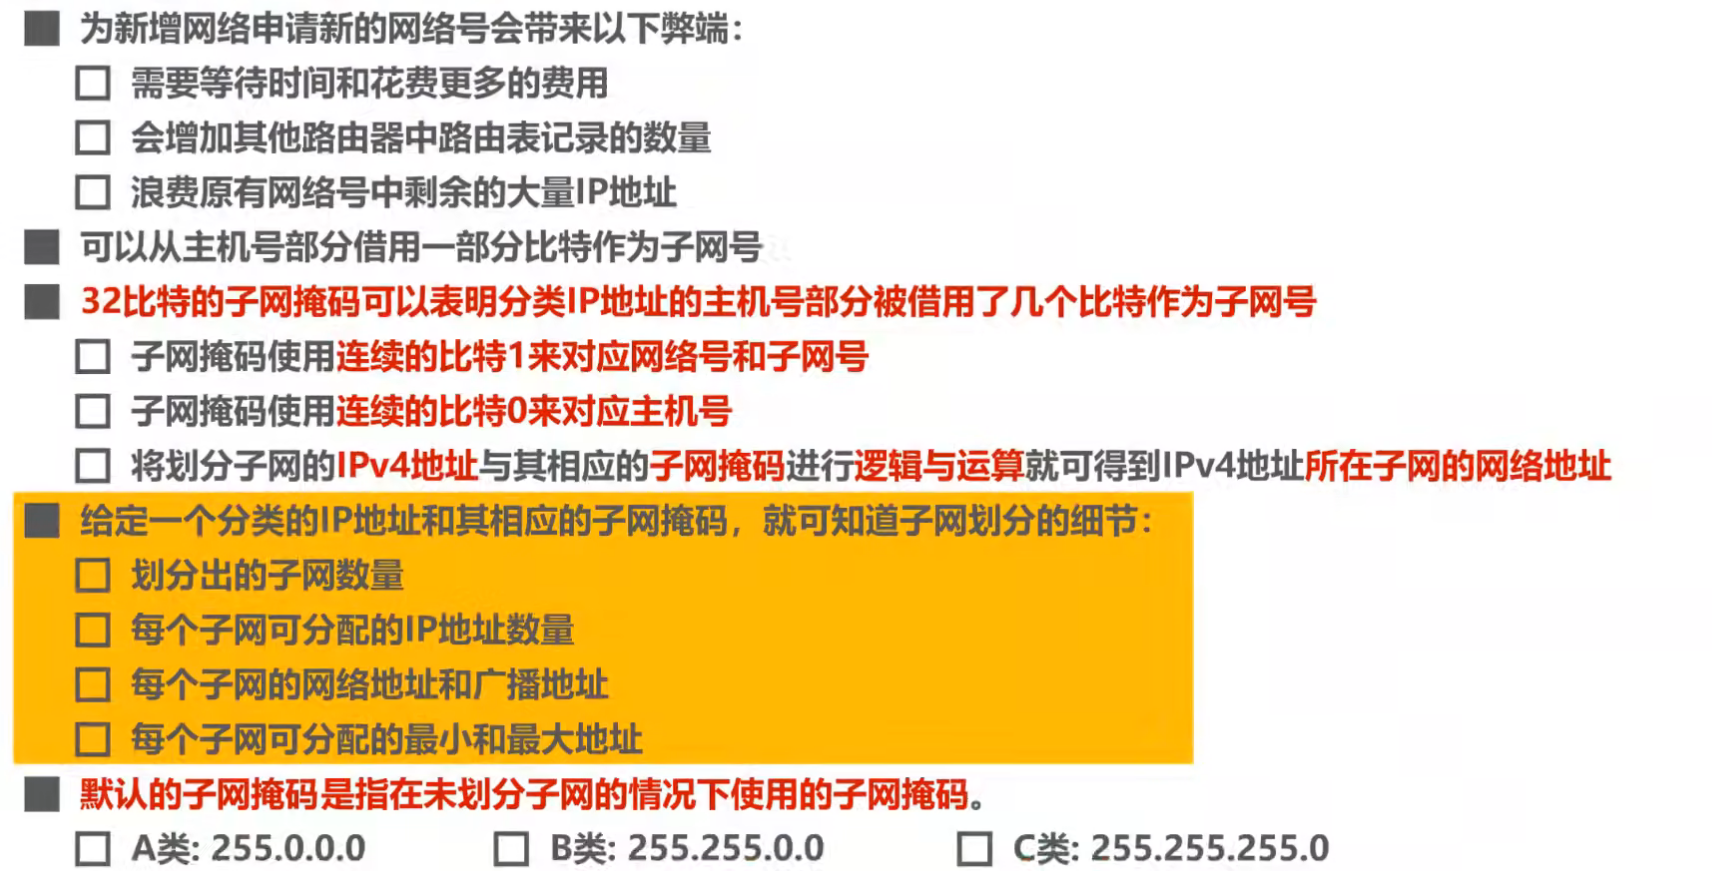 为新增网络申请新的网络号会带来以下弊端：
需要等待时间和花费更多的费用
会增加其他路由器中路由表记录的数量
浪费原有网络号中剩余的大量IP地址
可以从主机号部分借用一部分比特作为子网号
32比特的子网掩码可以表明分类IP地址的主机号部分被借用了几个比特作为子网号
子网掩码使用连续的比特1来对应网络号和子网号
子网掩码使用连续的比特0来对应主机号
将划分子网的IPv4地址与其相应的子网掩码进行逻辑与运算就可得到IPv4地址所在子网的网络地址
给定一个分类的IP地址和其相应的子网掩码，就可知道子网划分的细节：
划分出的子网数量
每个子网可分配的IP地址数量
每个子网的网络地址和广播地址
每个子网可分配的最小和最大地址
默认的子网掩码是指在未划分子网的情况下使用的子网掩码。
A类: 255.0.0.0 B类: 255.255.0.0 C类: 255.255.255.0